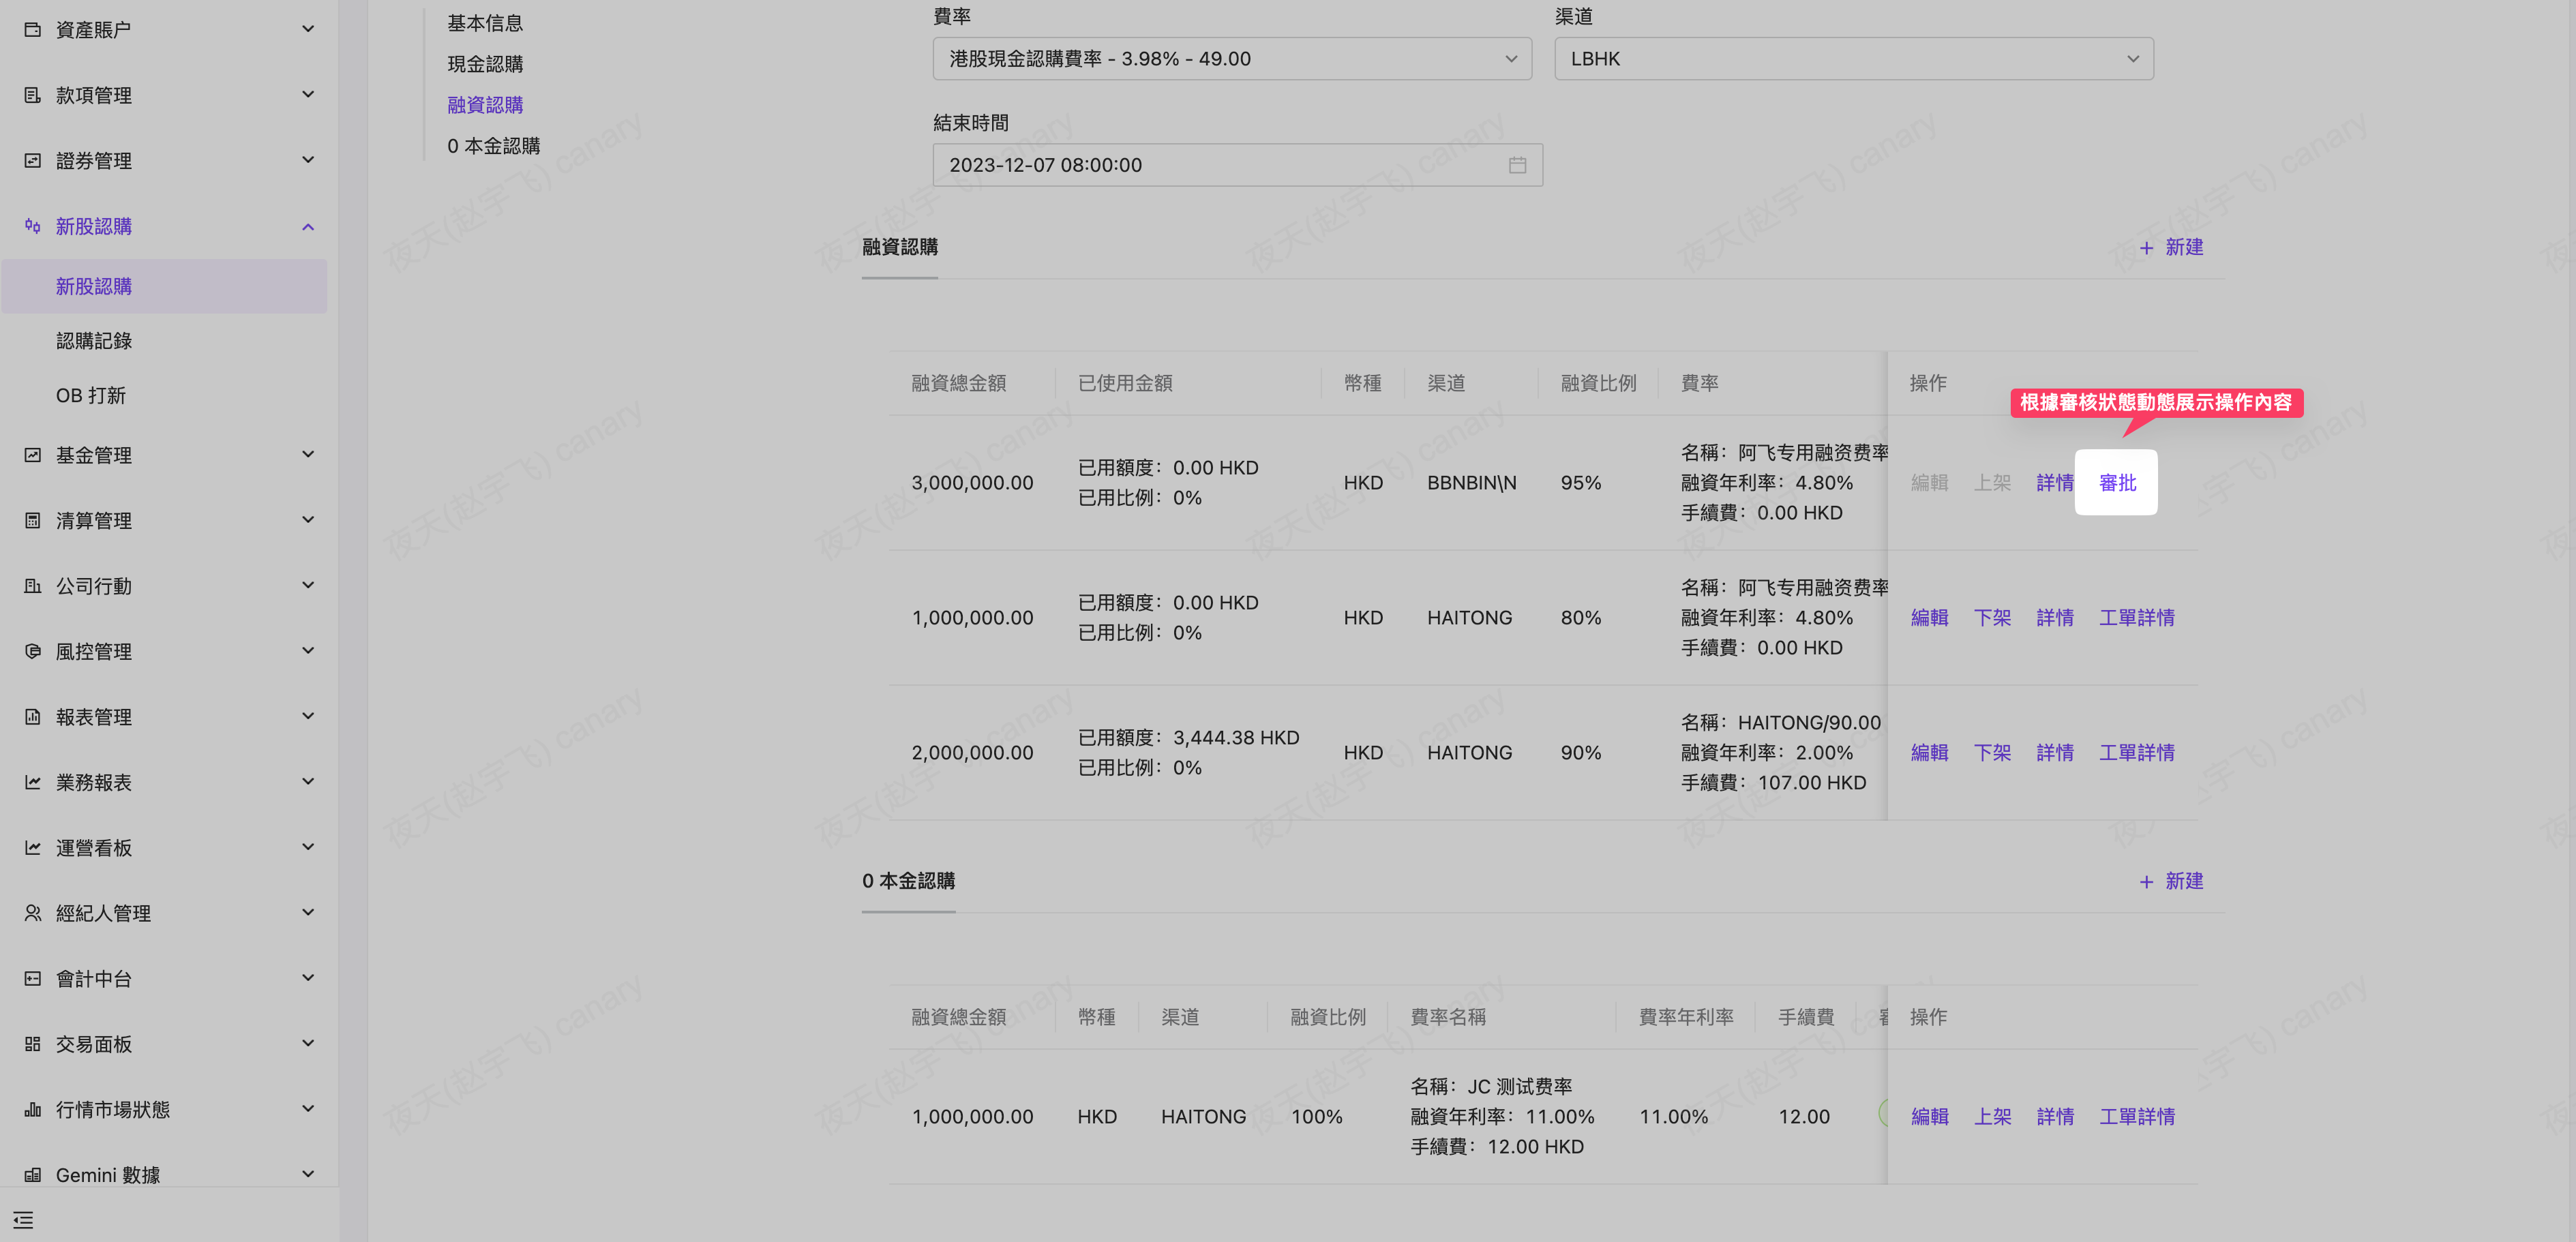 資產賬户
款項管理
證券管理
新股認購
新股認購
認購記錄
OB 打新
基金管理
清算管理
公司行動
風控管理
報表管理
業務報表
運營看板
經紀人管理
會計中台
交易面板
行情市場狀態
Gemini 數據
基本信息
現金認購
融資認購
0 本金認購
費率
渠道
港股現金認購費率 - 3.98% - 49.00
LBHK
結束時間
2023-12-07 08:00:00
融資認購
+ 新建
融資總金額 已使用金額 幣種 渠道 融資比例 費率 操作
根據審核狀態動態展示操作內容
3,000,000.00
已用額度：0.00 HKD
已用比例：0%
HKD
BBNBIN\N
95%
名稱：阿飞专用融资费率
融資年利率：4.80%
手續費：0.00 HKD
編輯 上架 詳情 審批
1,000,000.00
已用額度：0.00 HKD
已用比例：0%
HKD
HAITONG
80%
名稱：阿飞专用融资费率
融資年利率：4.80%
手續費：0.00 HKD
編輯 下架 詳情 工單詳情
2,000,000.00
已用額度：3,444.38 HKD
已用比例：0%
HKD
HAITONG
90%
名稱：HAITONG/90.00
融資年利率：2.00%
手續費：107.00 HKD
編輯 下架 詳情 工單詳情
0 本金認購
+ 新建
融資總金額 幣種 渠道 融資比例 費率名稱 費率年利率 手續費 操作
1,000,000.00
HKD
HAITONG
100%
名稱：JC 测试费率
融資年利率：11.00%
手續費：12.00 HKD
11.00%
12.00
編輯 上架 詳情 工單詳情
夜天(赵宇飞) canary